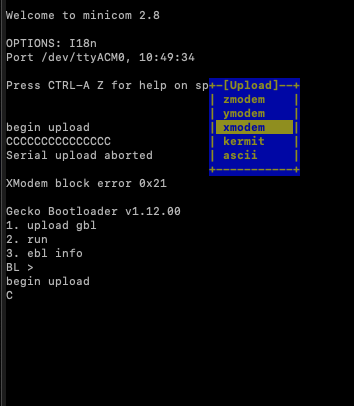 Welcome to minicom 2.8
OPTIONS: I18n
Port /dev/ttyACM0, 10:49:34
Press CTRL-A Z for help on sp
+-[Upload]--+
| zmodem |
| ymodem |
| xmodem |
| kermit |
| ascii |
+-----------+
begin upload
CCCCCCCCCCCCCCC
Serial upload aborted
XModem block error 0x21
Gecko Bootloader v1.12.00
1. upload gbl
2. run
3. ebl info
BL >
begin upload
C